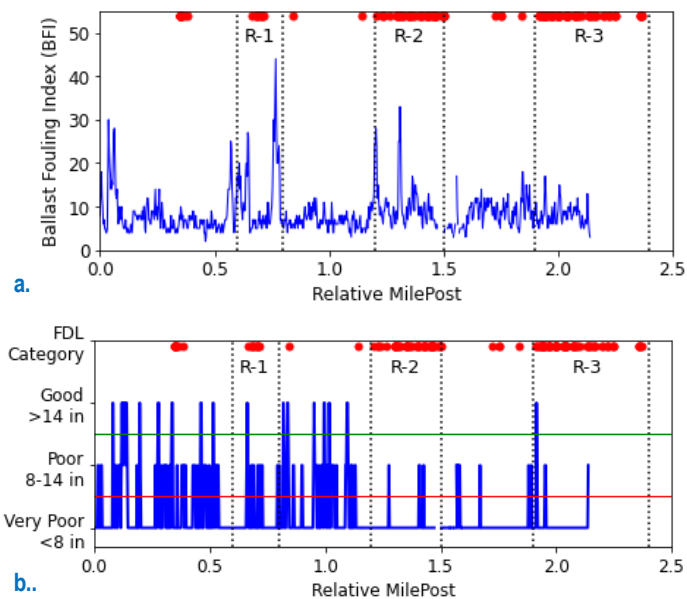 50
40
30
20
10
0
Ballast Fouling Index (BFI)
R-1
R-2
R-3
0.0
0.5
1.0
1.5
2.0
2.5
Relative MilePost
a.
FDL
Category
Good
>14 in
Poor
8-14 in
Very Poor
<8 in
R-1
R-2
R-3
0.0
0.5
1.0
1.5
2.0
2.5
Relative MilePost
b..